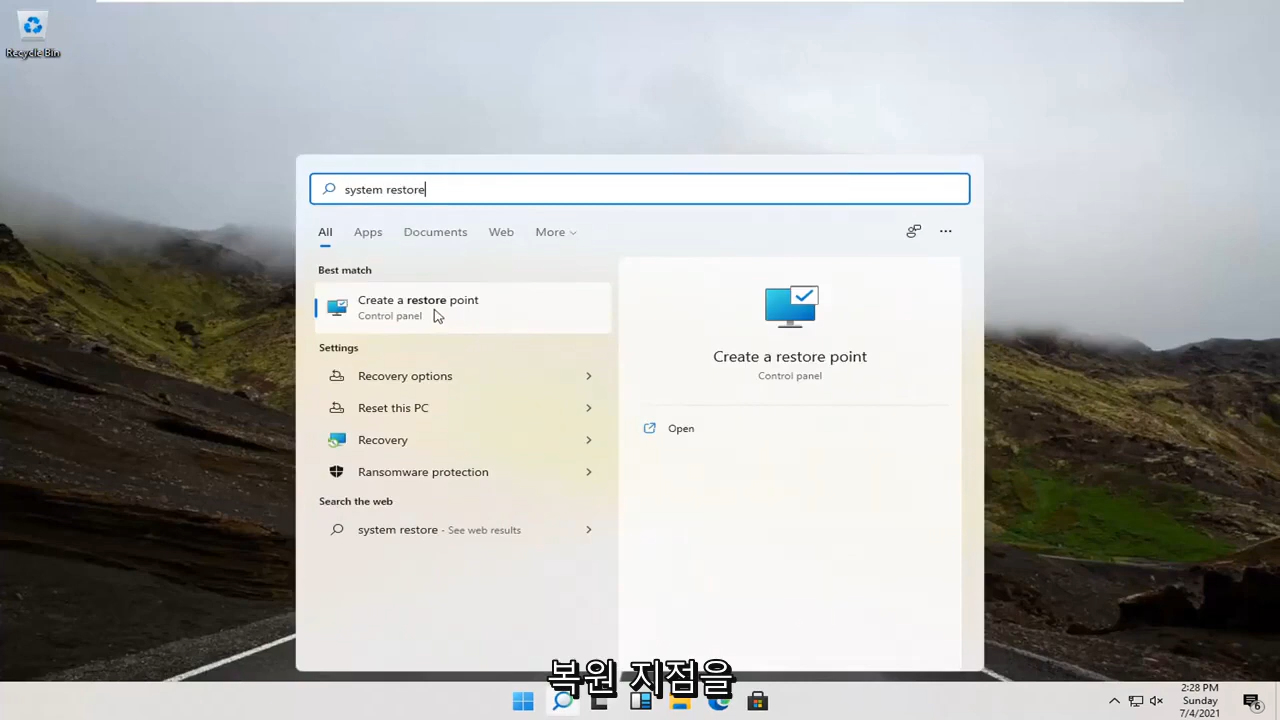 Recycle Bin
system restore
All Apps Documents Web More
Best match
Create a restore point
Control panel
Settings
Recovery options
Reset this PC
Recovery
Ransomware protection
Search the web
system restore - See web results
Create a restore point
Control panel
Open
복원 지점을
2:28 PM
Sunday
7/4/2021
6